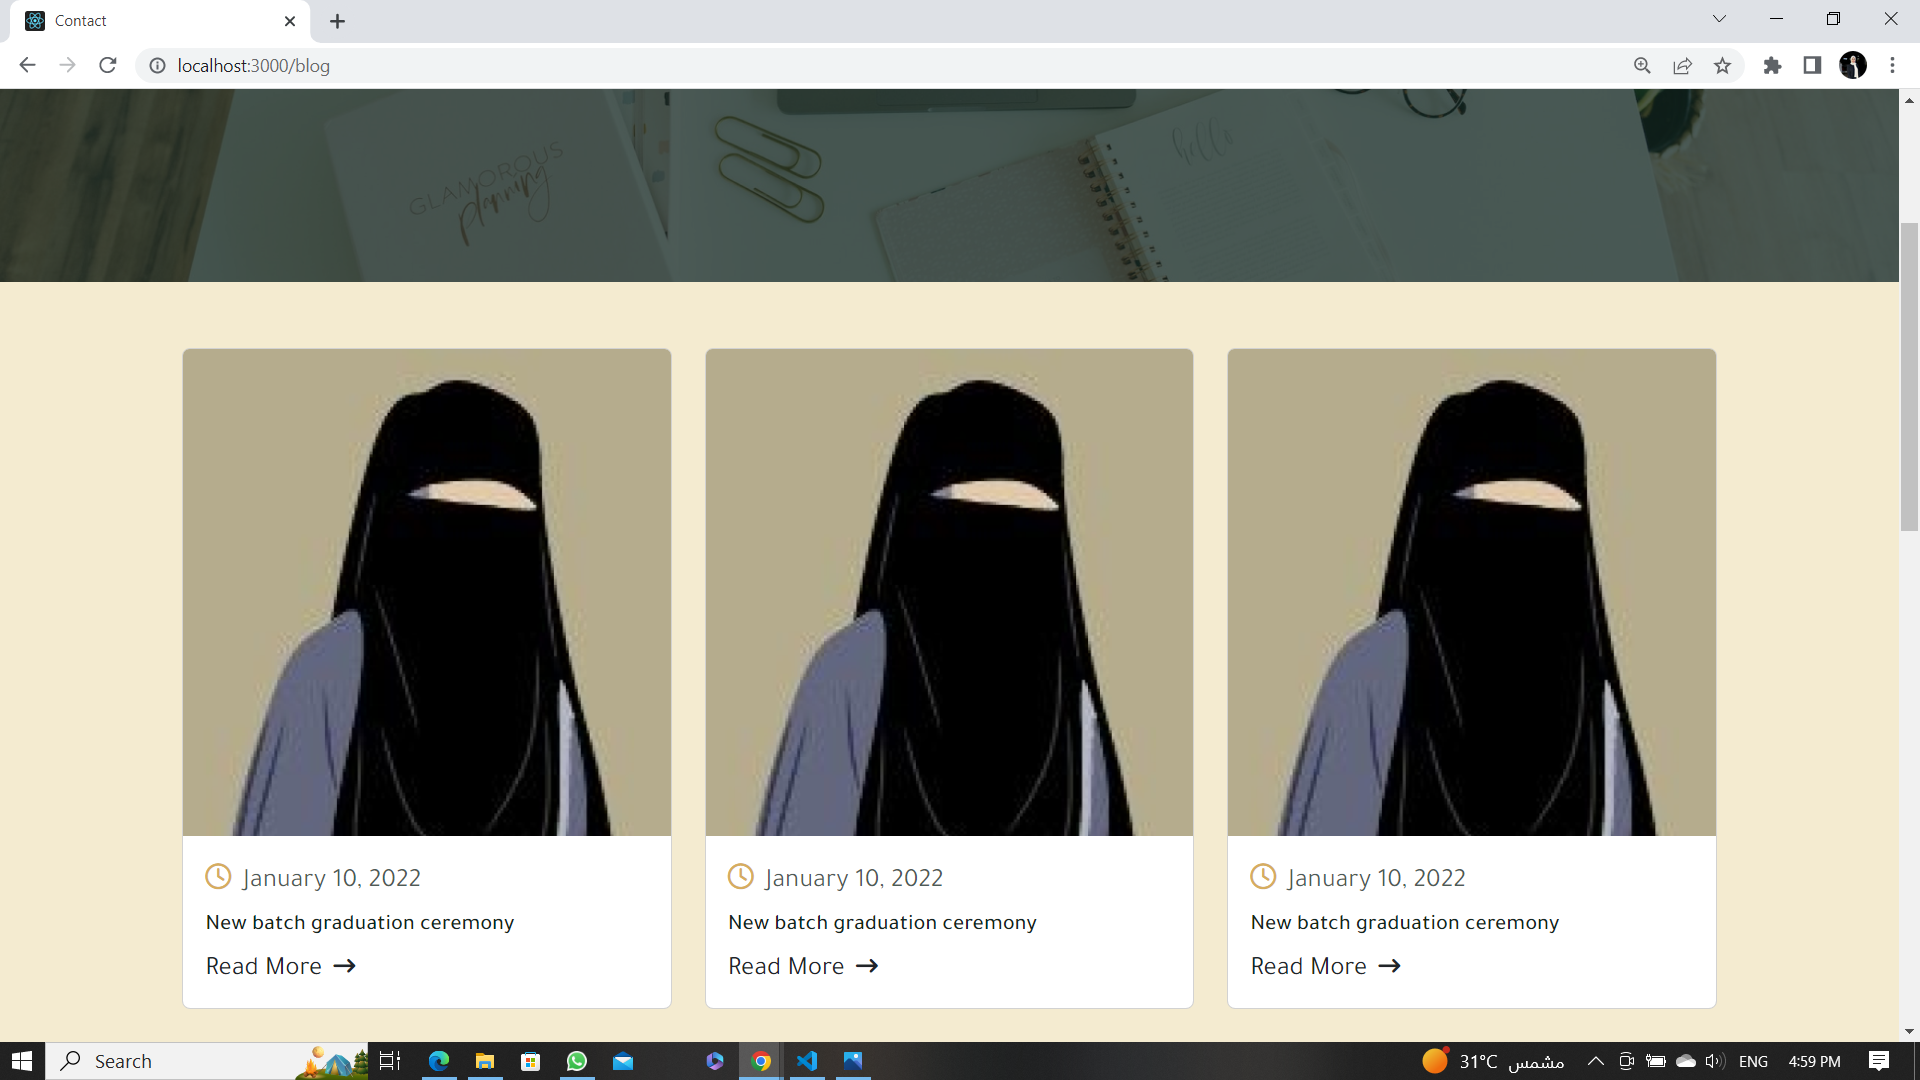 Contact
localhost:3000/blog
GLAMOROUS
planning
hello
January 10, 2022
New batch graduation ceremony
Read More →
January 10, 2022
New batch graduation ceremony
Read More →
January 10, 2022
New batch graduation ceremony
Read More →
Search
31°C مشمس
ENG
4:59 PM